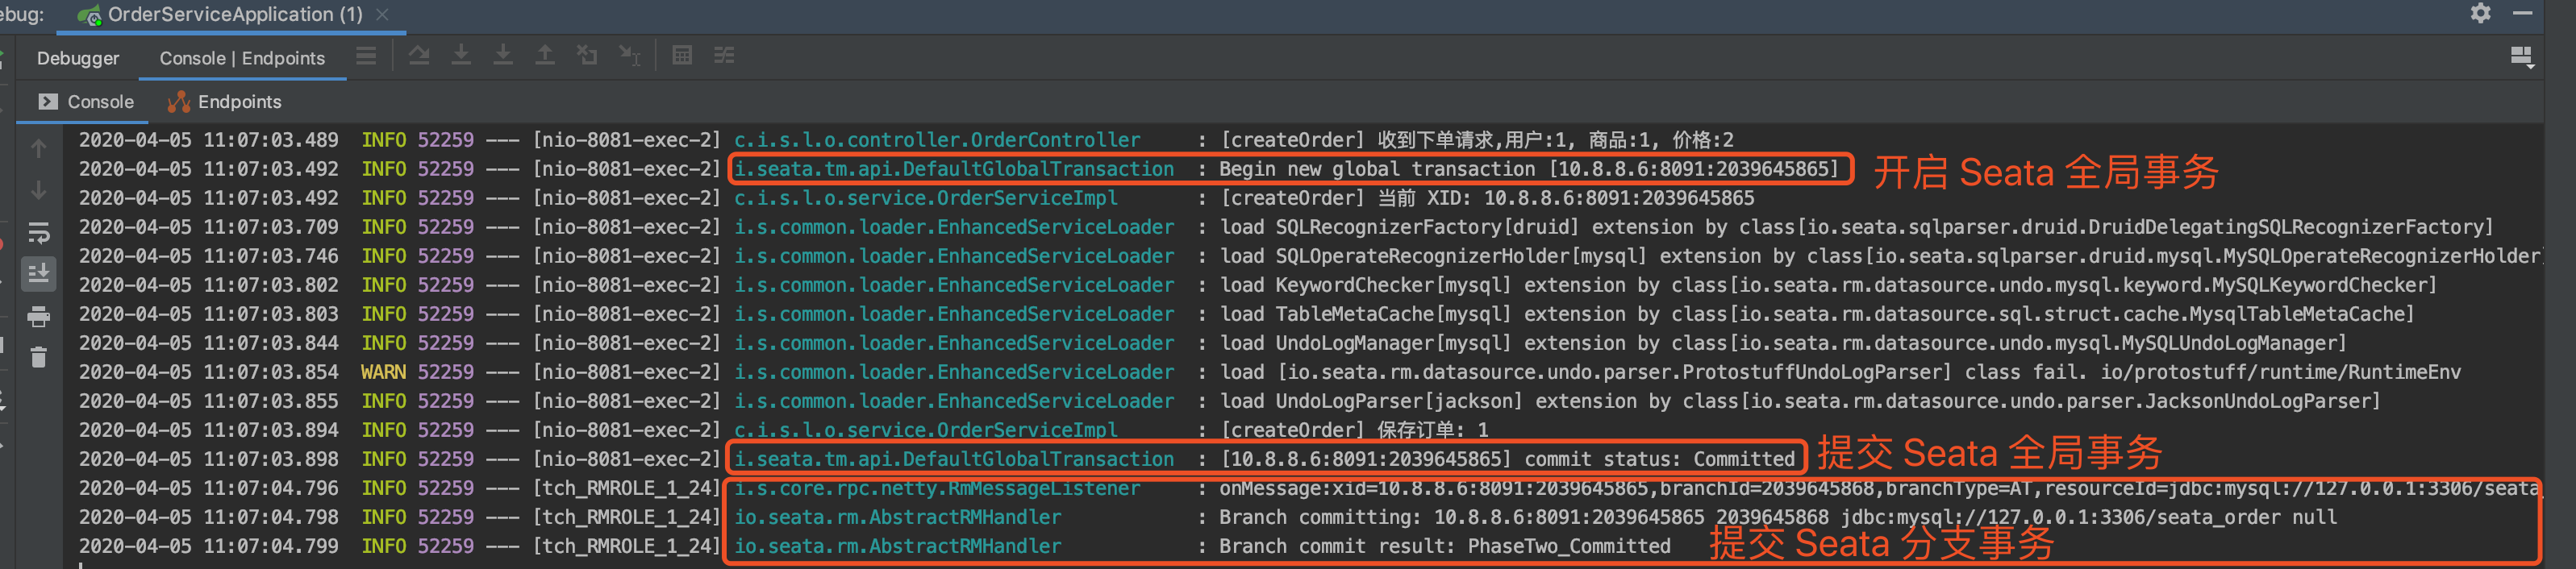 ebug: OrderServiceApplication (1)
Debugger Console | Endpoints
Console Endpoints
2020-04-05 11:07:03.489 INFO 52259 --- [nio-8081-exec-2] c.i.s.l.o.controller.OrderController : [createOrder] 收到下单请求,用户:1, 商品:1, 价格:2
2020-04-05 11:07:03.492 INFO 52259 --- [nio-8081-exec-2] i.seata.tm.api.DefaultGlobalTransaction : Begin new global transaction [10.8.8.6:8091:2039645865] 开启 Seata 全局事务
2020-04-05 11:07:03.492 INFO 52259 --- [nio-8081-exec-2] c.i.s.l.o.service.OrderServiceImpl : [createOrder] 当前 XID: 10.8.8.6:8091:2039645865
2020-04-05 11:07:03.709 INFO 52259 --- [nio-8081-exec-2] i.s.common.loader.EnhancedServiceLoader : load SQLRecognizerFactory[druid] extension by class[io.seata.sqlparser.druid.DruidDelegatingSQLRecognizerFactory]
2020-04-05 11:07:03.746 INFO 52259 --- [nio-8081-exec-2] i.s.common.loader.EnhancedServiceLoader : load SQLOperateRecognizerHolder[mysql] extension by class[io.seata.sqlparser.druid.mysql.MySQLOperateRecognizerHolder]
2020-04-05 11:07:03.802 INFO 52259 --- [nio-8081-exec-2] i.s.common.loader.EnhancedServiceLoader : load KeywordChecker[mysql] extension by class[io.seata.rm.datasource.undo.mysql.keyword.MySQLKeywordChecker]
2020-04-05 11:07:03.803 INFO 52259 --- [nio-8081-exec-2] i.s.common.loader.EnhancedServiceLoader : load TableMetaCache[mysql] extension by class[io.seata.rm.datasource.sql.struct.cache.MysqlTableMetaCache]
2020-04-05 11:07:03.844 INFO 52259 --- [nio-8081-exec-2] i.s.common.loader.EnhancedServiceLoader : load UndoLogManager[mysql] extension by class[io.seata.rm.datasource.undo.mysql.MySQLUndoLogManager]
2020-04-05 11:07:03.854 WARN 52259 --- [nio-8081-exec-2] i.s.common.loader.EnhancedServiceLoader : load [io.seata.rm.datasource.undo.parser.ProtostuffUndoLogParser] class fail. io/protostuff/runtime/RuntimeEnv
2020-04-05 11:07:03.855 INFO 52259 --- [nio-8081-exec-2] i.s.common.loader.EnhancedServiceLoader : load UndoLogParser[jackson] extension by class[io.seata.rm.datasource.undo.parser.JacksonUndoLogParser]
2020-04-05 11:07:03.894 INFO 52259 --- [nio-8081-exec-2] c.i.s.l.o.service.OrderServiceImpl : [createOrder] 保存订单: 1
2020-04-05 11:07:03.898 INFO 52259 --- [nio-8081-exec-2] i.seata.tm.api.DefaultGlobalTransaction : [10.8.8.6:8091:2039645865] commit status: Committed 提交 Seata 全局事务
2020-04-05 11:07:04.796 INFO 52259 --- [tch_RMROLE_1_24] i.s.core.rpc.netty.RmMessageListener : onMessage:xid=10.8.8.6:8091:2039645865,branchId=2039645868,branchType=AT,resourceId=jdbc:mysql://127.0.0.1:3306/seata_
2020-04-05 11:07:04.798 INFO 52259 --- [tch_RMROLE_1_24] io.seata.rm.AbstractRMHandler : Branch committing: 10.8.8.6:8091:2039645865 2039645868 jdbc:mysql://127.0.0.1:3306/seata_order null
2020-04-05 11:07:04.799 INFO 52259 --- [tch_RMROLE_1_24] io.seata.rm.AbstractRMHandler : Branch commit result: PhaseTwo_Committed 提交 Seata 分支事务